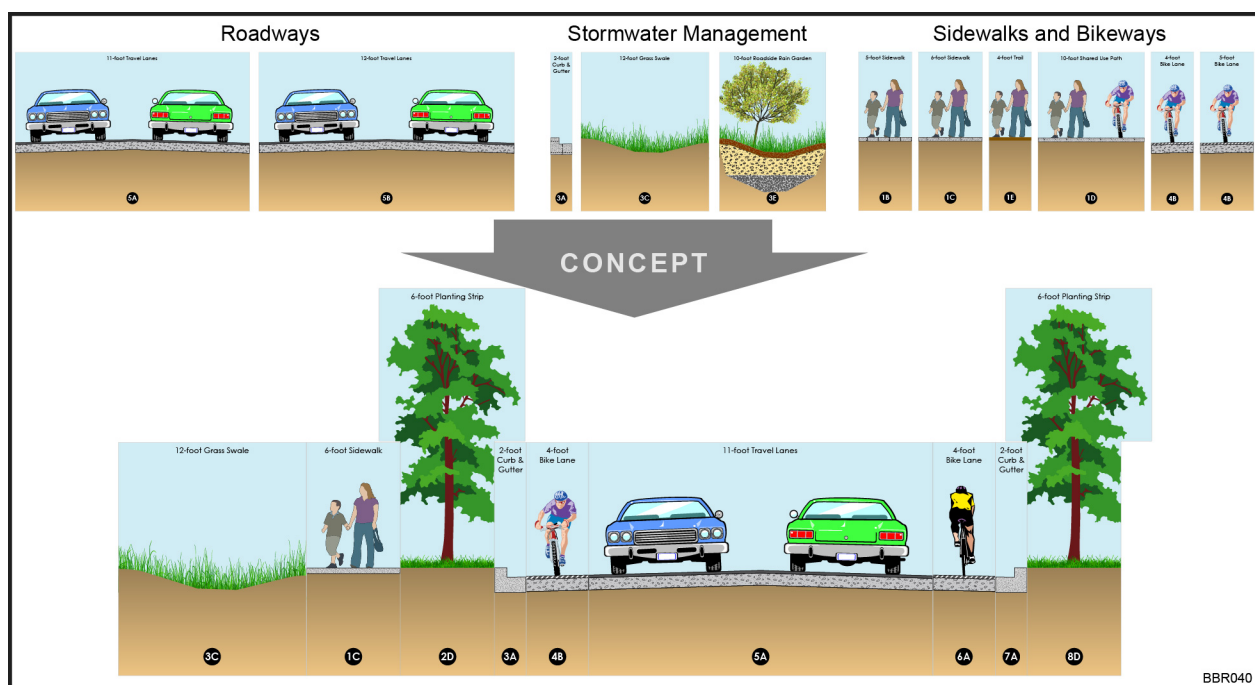 Roadways
Stormwater Management
Sidewalks and Bikeways
11-foot Travel Lanes
12-foot Travel Lanes
2-foot
Curb &
Gutter
12-foot Grass Swale
10-foot Roadside Rain Garden
5-foot Sidewalk
6-foot Sidewalk
4-foot Trail
10-foot Shared Use Path
4-foot
Bike Lane
5-foot
Bike Lane
5A
5B
3A
3C
3E
1B
1C
1E
1D
4B
4B
CONCEPT
6-foot Planting Strip
6-foot Planting Strip
12-foot Grass Swale
6-foot Sidewalk
2-foot
Curb &
Gutter
4-foot
Bike Lane
11-foot Travel Lanes
4-foot
Bike Lane
2-foot
Curb &
Gutter
3C
1C
2D
3A
4B
5A
6A
7A
8D
BBR040